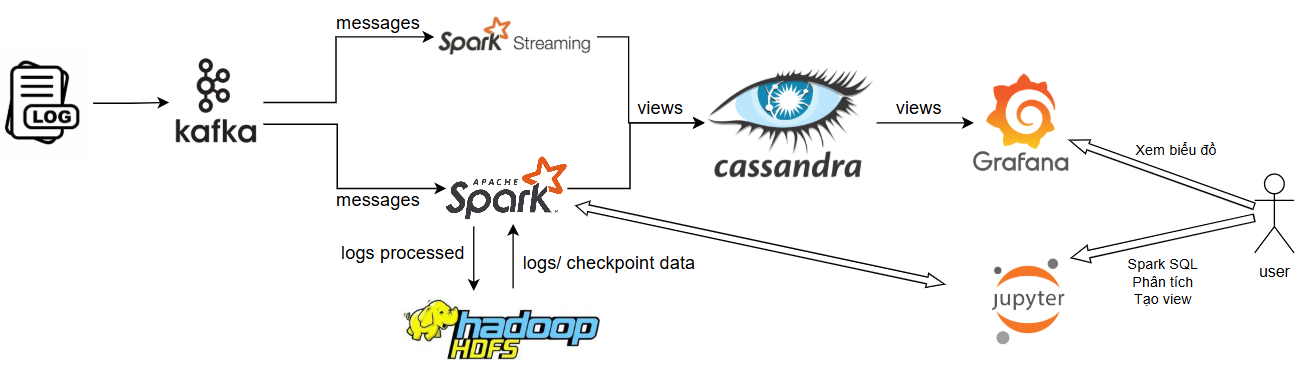 messages
Spark Streaming
LOG
kafka
views
cassandra
views
Grafana
Xem biểu đồ
APACHE
Spark
messages
logs processed
logs/ checkpoint data
hadoop
HDFS
jupyter
Spark SQL
Phân tích
Tạo view
user